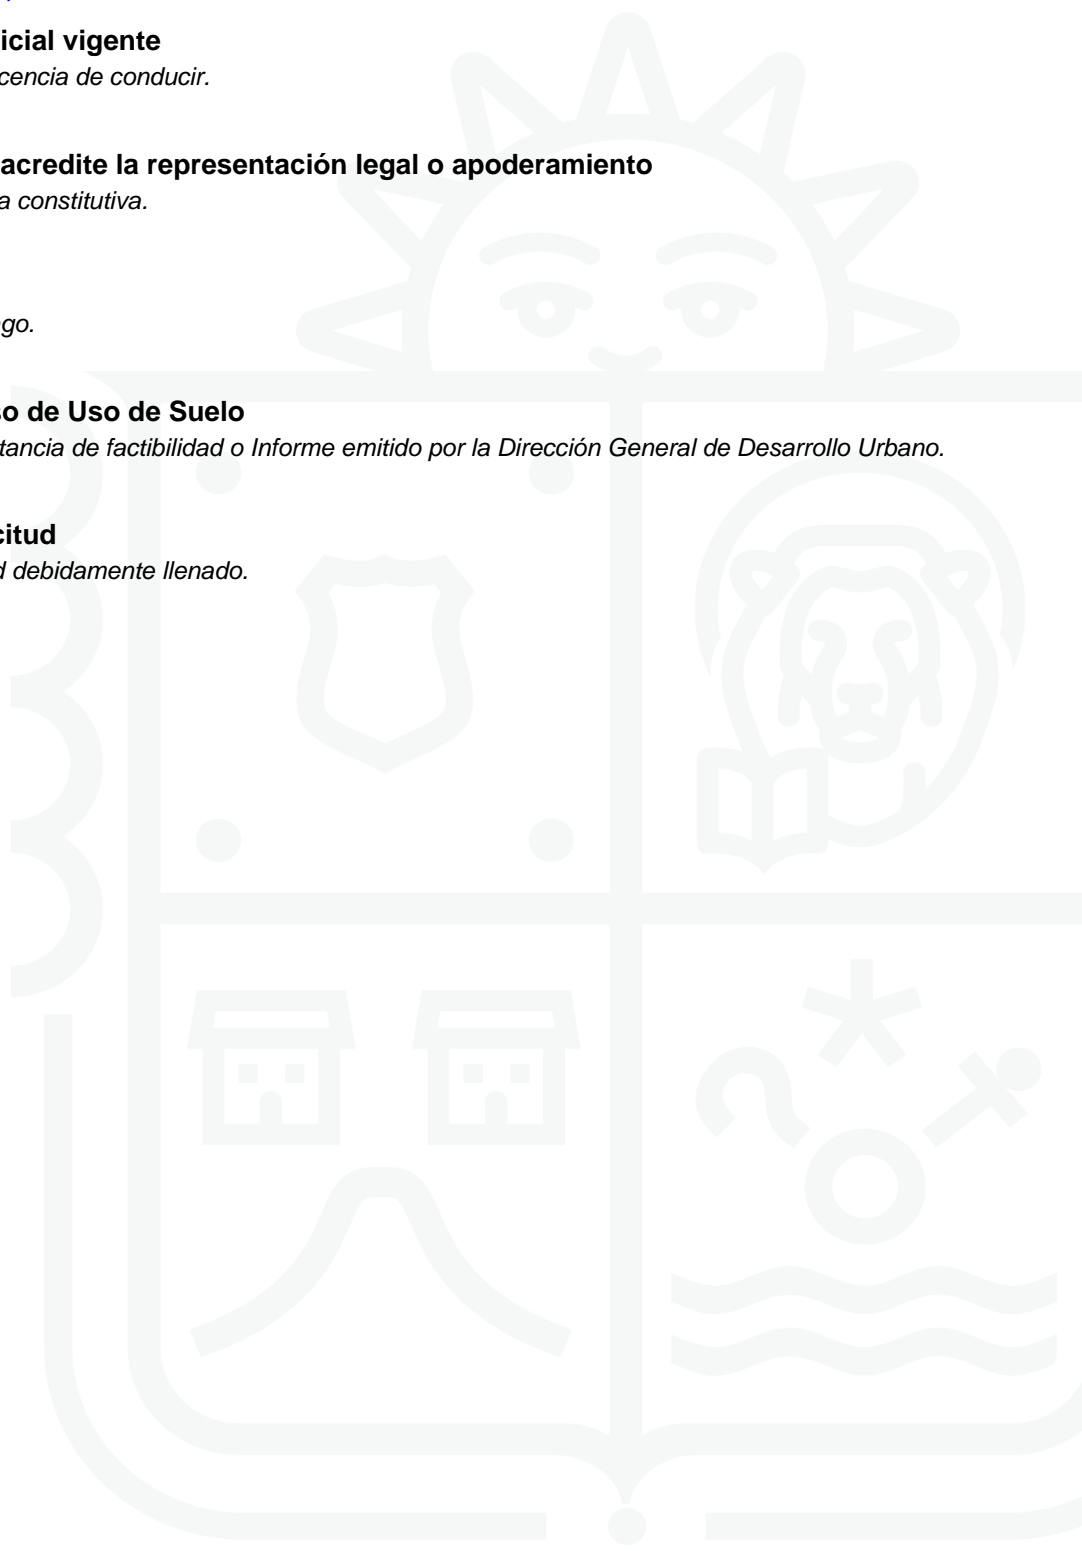 icial vigente
cencia de conducir.
acredite la representación legal o apoderamiento
a constitutiva.
go.
so de Uso de Suelo
tancia de factibilidad o Informe emitido por la Dirección General de Desarrollo Urbano.
citud
d debidamente llenado.